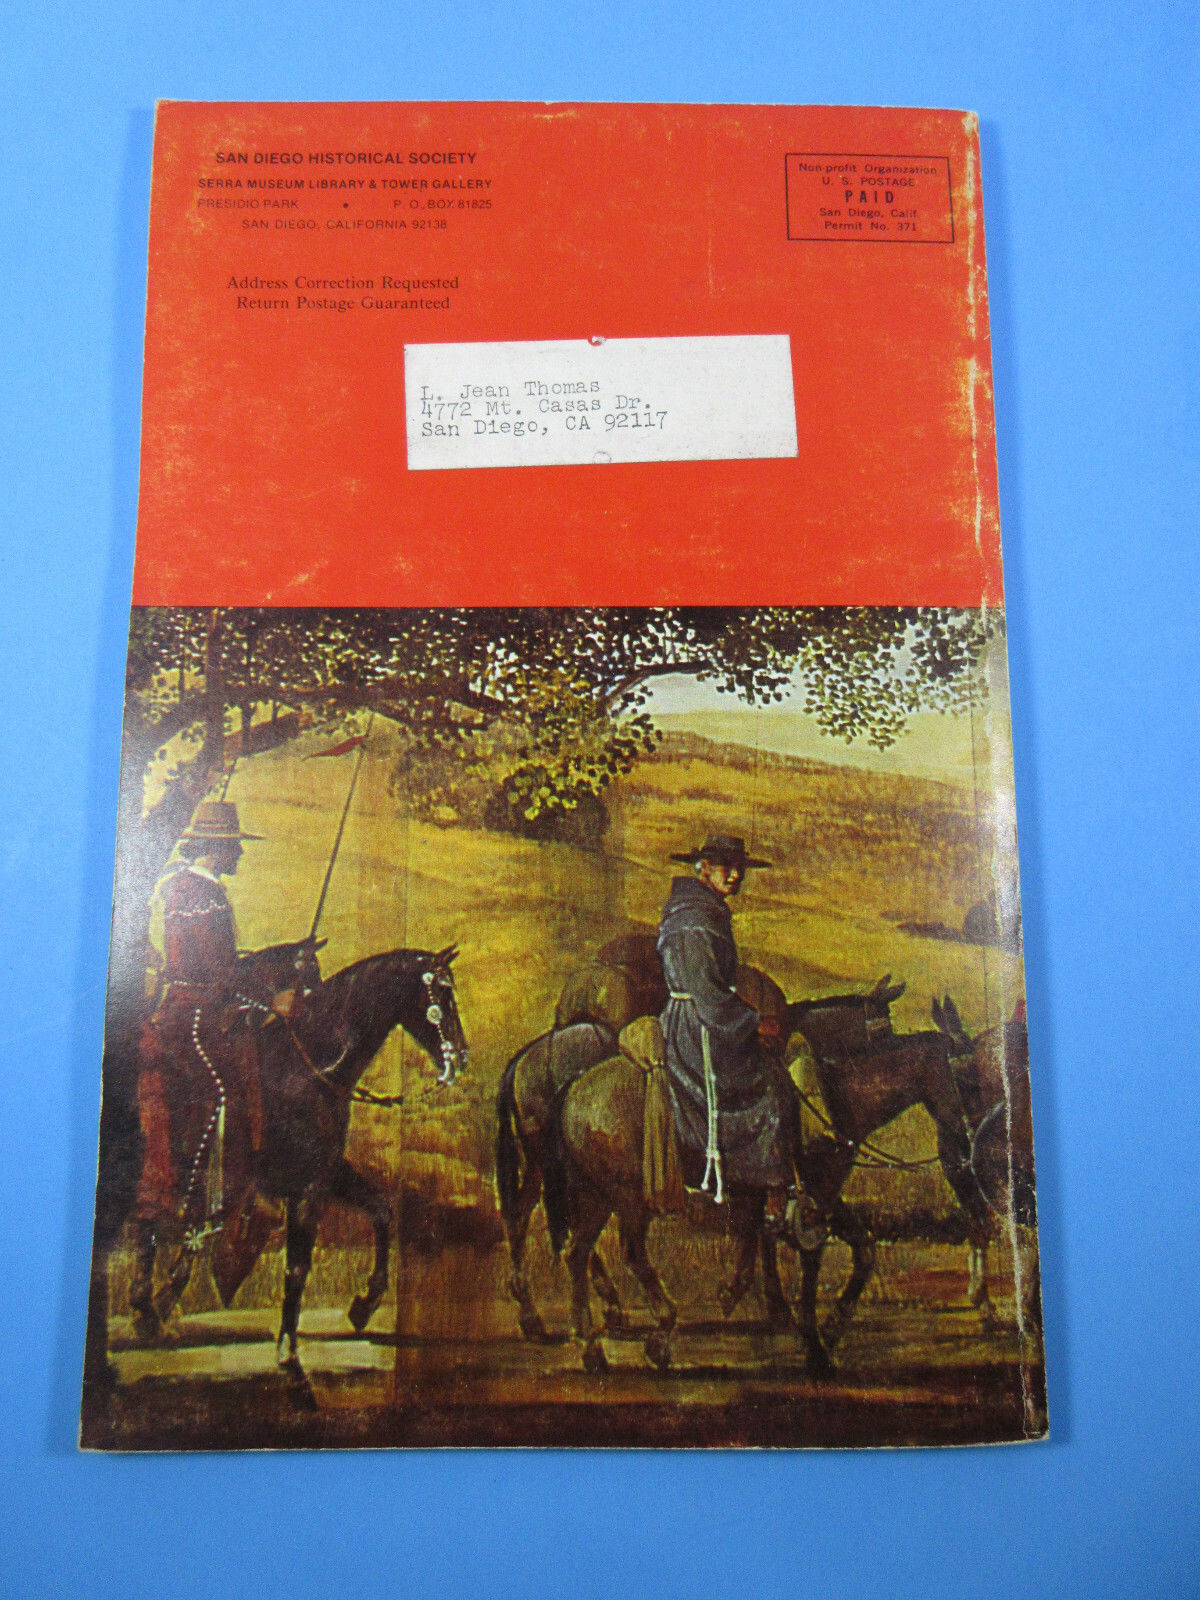 SAN DIEGO HISTORICAL SOCIETY
SERRA MUSEUM LIBRARY & TOWER GALLERY
PRESIDIO PARK • P. O. BOX 81825
SAN DIEGO, CALIFORNIA 92138
Address Correction Requested
Return Postage Guaranteed
Non-profit Organization
U. S. POSTAGE
PAID
San Diego, Calif.
Permit No. 371
L. Jean Thomas
4772 Mt. Casas Dr.
San Diego, CA 92117